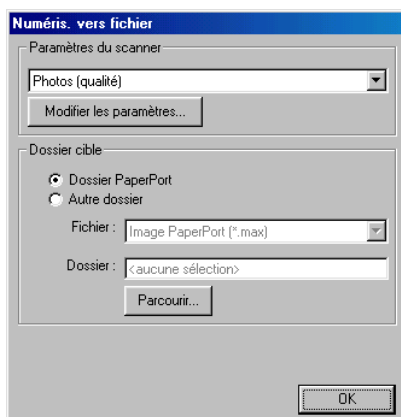 Numéris. vers fichier
Paramètres du scanner
Photos (qualité)
Modifier les paramètres...
Dossier cible
Dossier PaperPort
Autre dossier
Fichier : Image PaperPort (*.max)
Dossier : <aucune sélection>
Parcourir...
OK